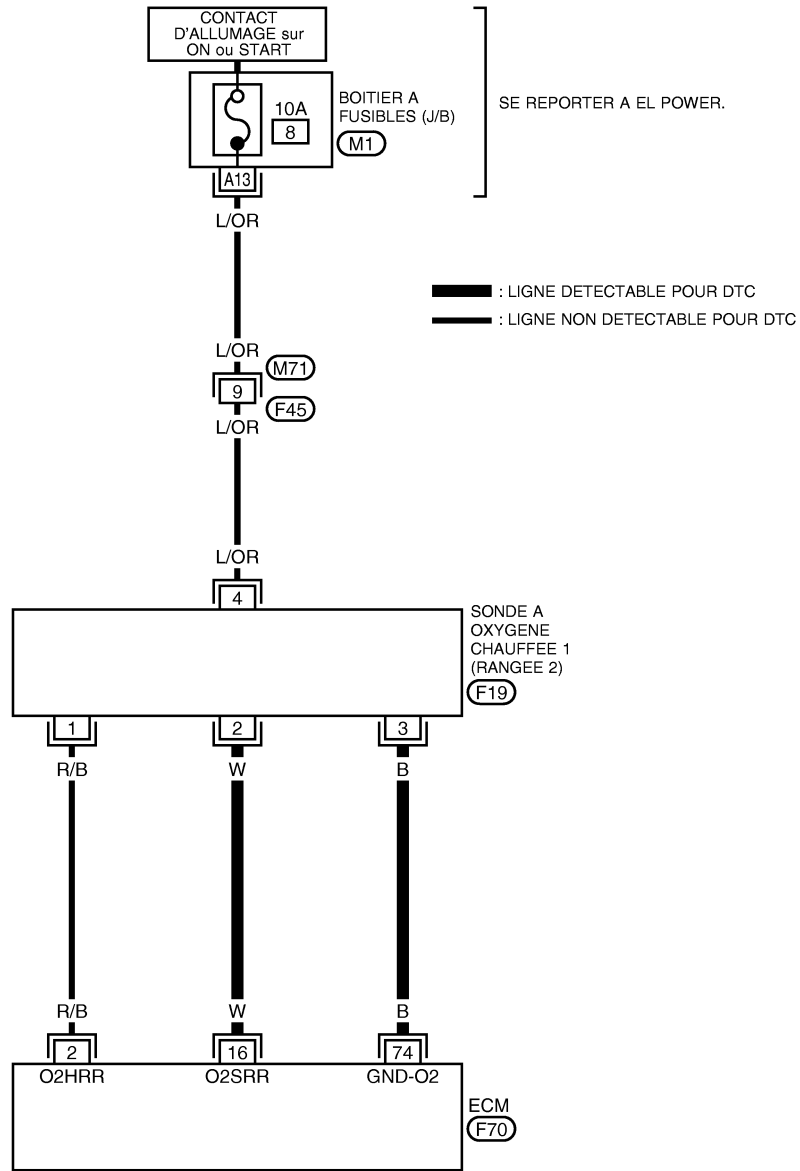 CONTACT
D'ALLUMAGE sur
ON ou START
10A
8
BOITIER A
FUSIBLES (J/B)
M1
SE REPORTER A EL POWER.
A13
L/OR
: LIGNE DETECTABLE POUR DTC
: LIGNE NON DETECTABLE POUR DTC
L/OR
M71
9
F45
L/OR
L/OR
4
SONDE A
OXYGENE
CHAUFFEE 1
(RANGEE 2)
F19
1 2 3
R/B W B
R/B W B
2 16 74
O2HRR O2SRR GND-O2
ECM
F70